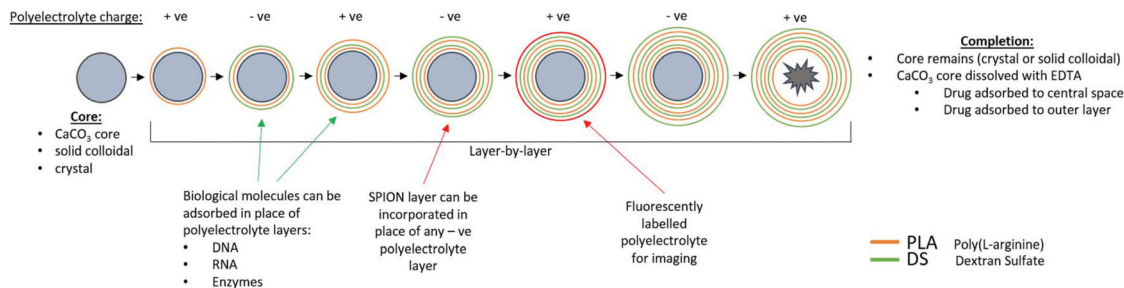 Polyelectrolyte charge:
+ ve
- ve
+ ve
- ve
+ ve
- ve
+ ve
Core:
• CaCO3 core
• solid colloidal
• crystal
Layer-by-layer
Completion:
• Core remains (crystal or solid colloidal)
• CaCO3 core dissolved with EDTA
• Drug adsorbed to central space
• Drug adsorbed to outer layer
Biological molecules can be
adsorbed in place of
polyelectrolyte layers:
• DNA
• RNA
• Enzymes
SPION layer can be
incorporated in
place of any – ve
polyelectrolyte
layer
Fluorescently
labelled
polyelectrolyte
for imaging
PLA Poly(L-arginine)
DS Dextran Sulfate